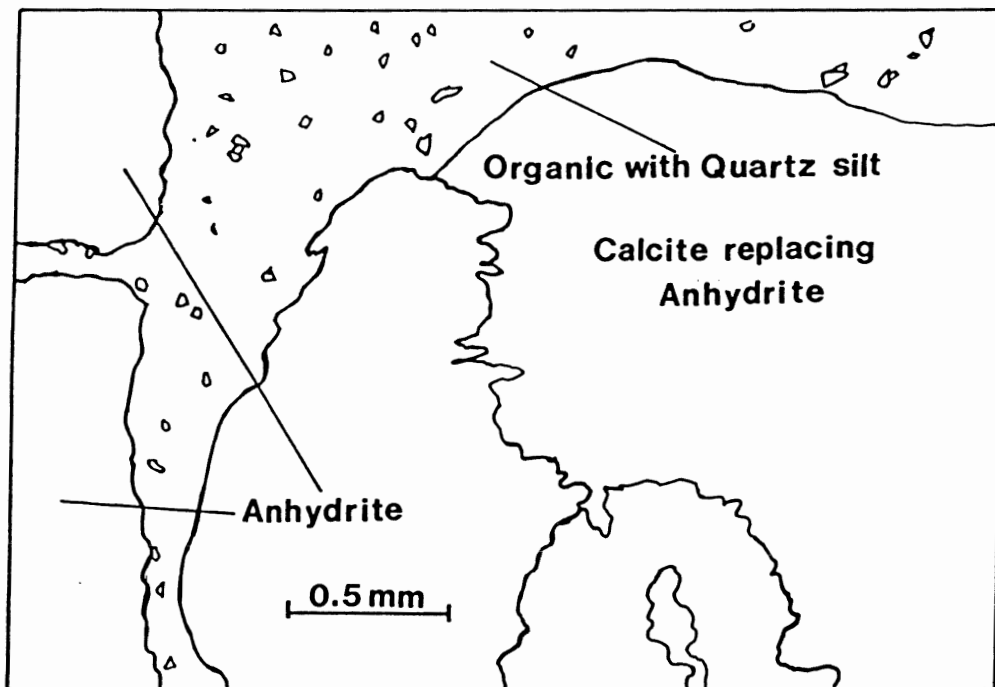 Organic with Quartz silt
Calcite replacing
Anhydrite
Anhydrite
0.5 mm